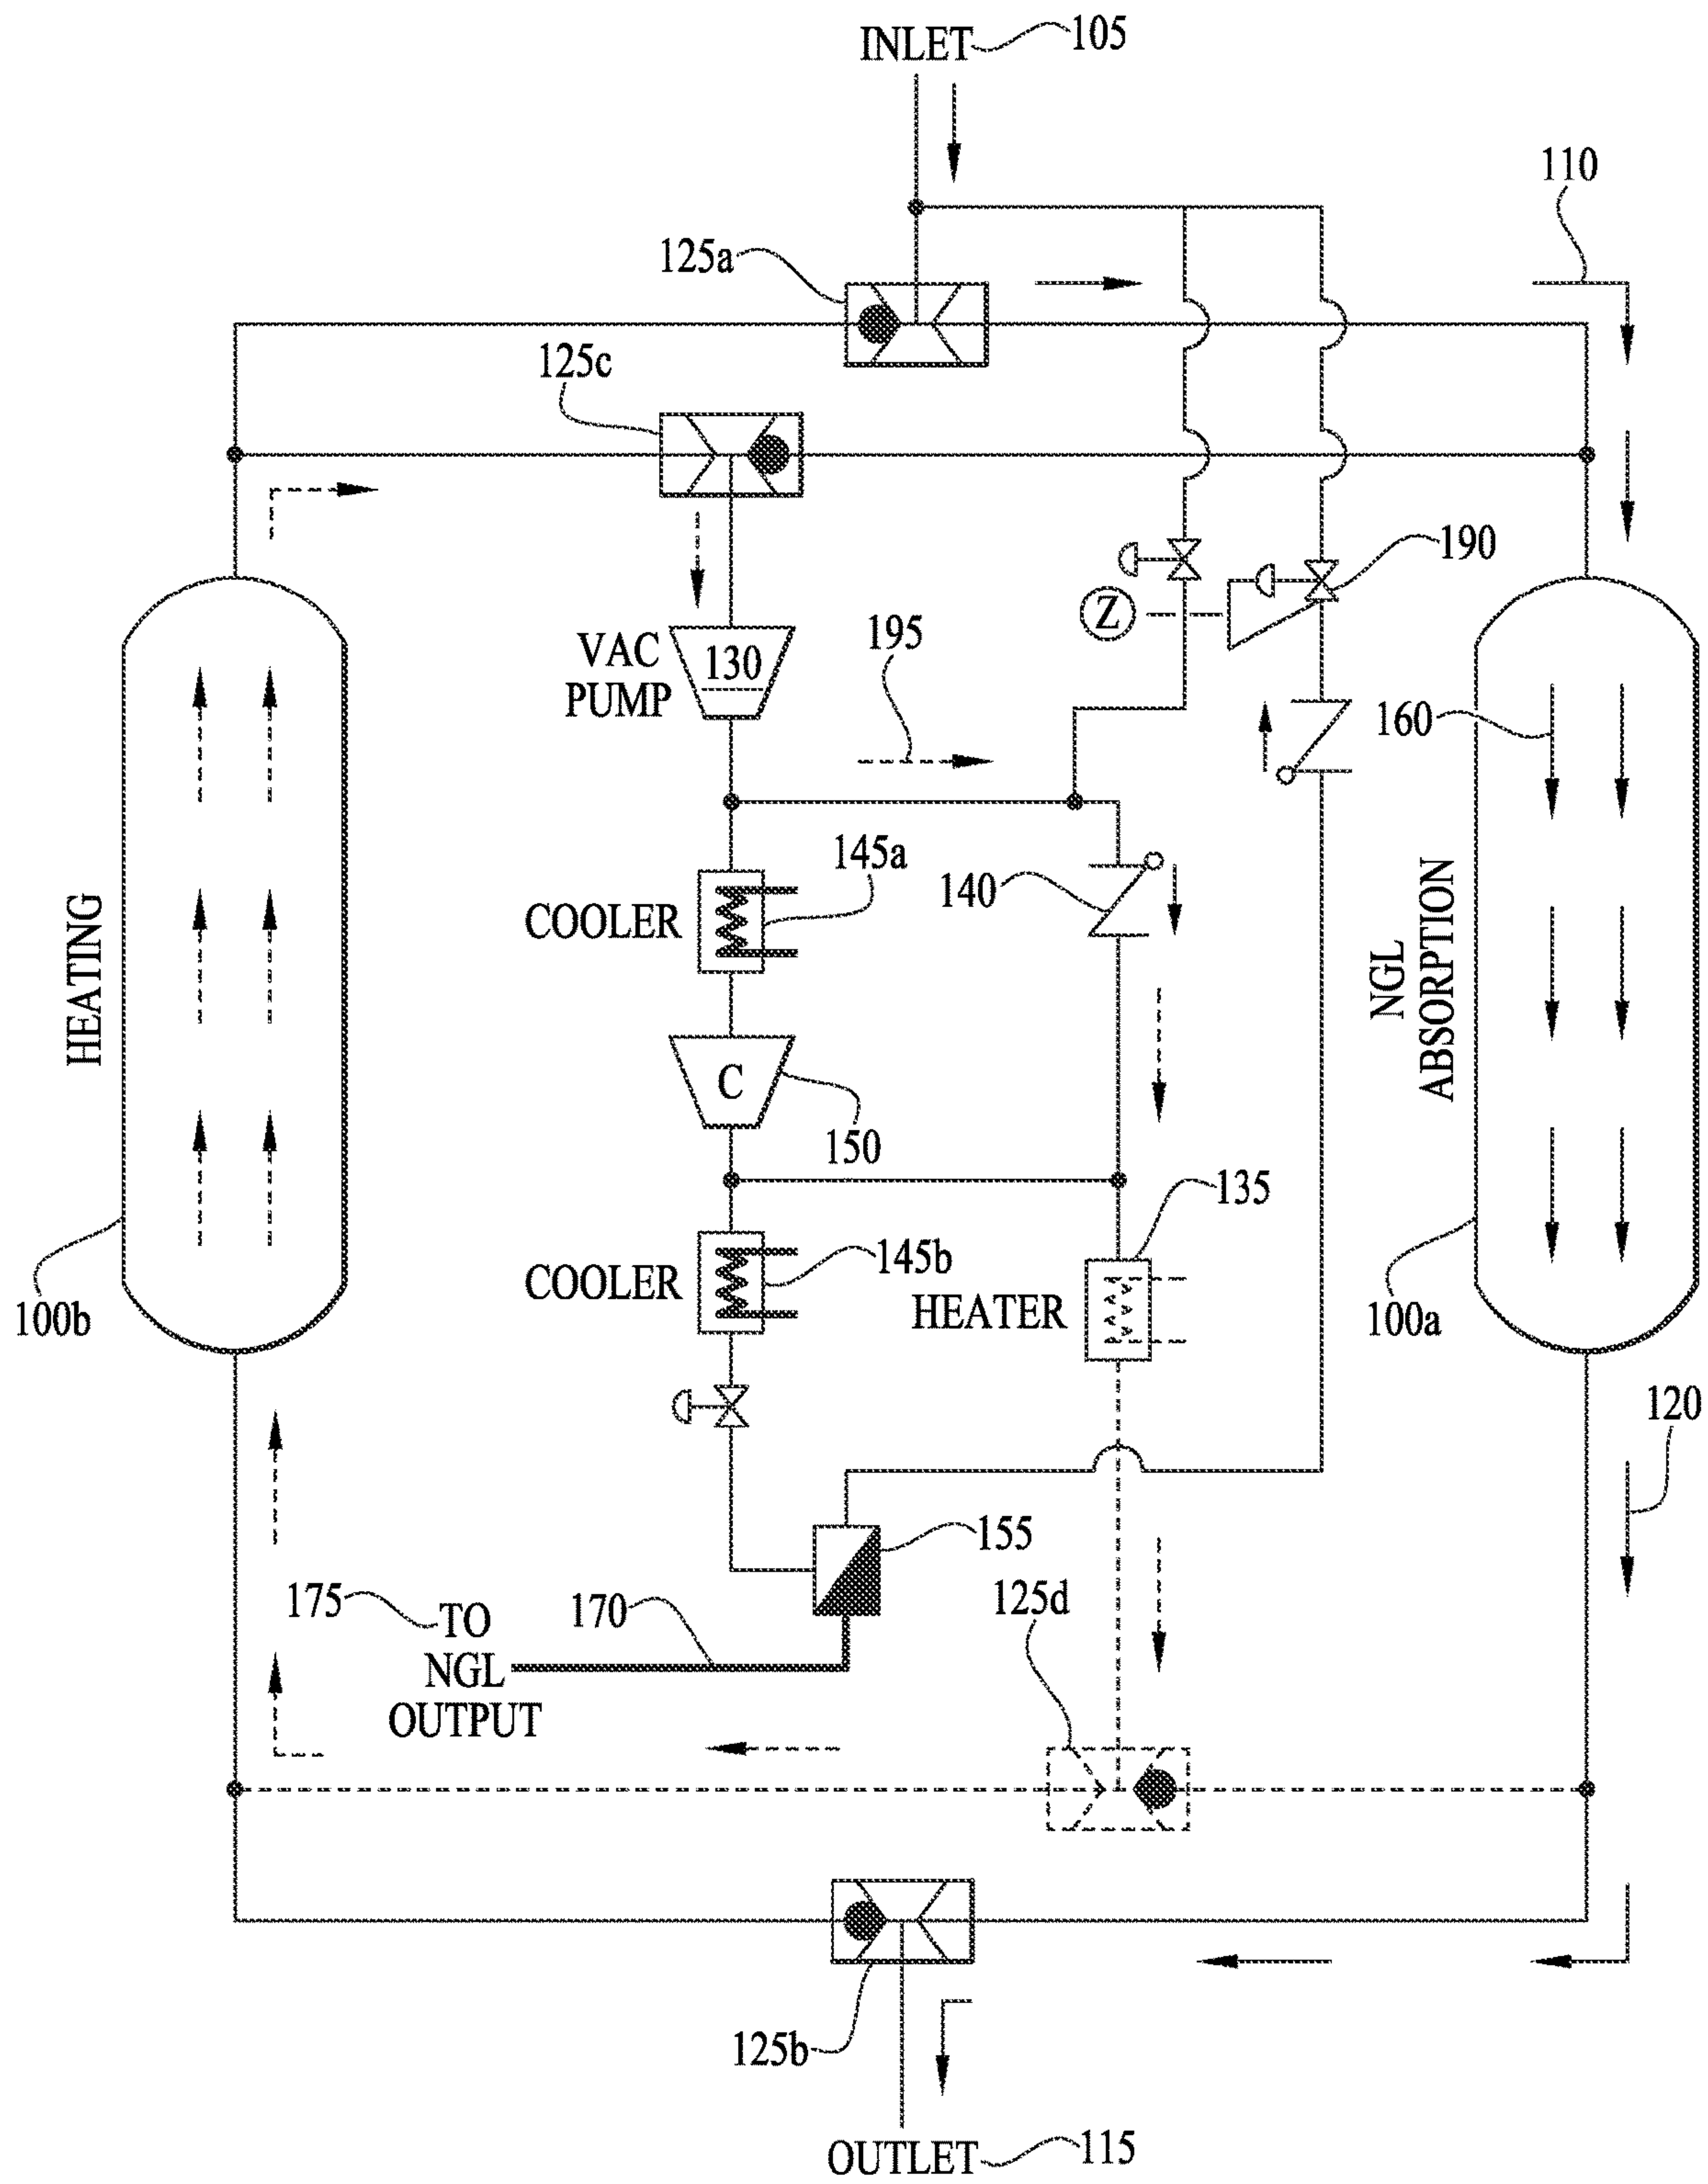 INLET 105
110
125a
125c
190
Z
195
VAC
PUMP
130
160
145a
140
COOLER
HEATING
NGL
ABSORPTION
C
150
135
145b
COOLER
HEATER
100b
100a
120
155
175
TO
NGL
OUTPUT
170
125d
125b
OUTLET 115